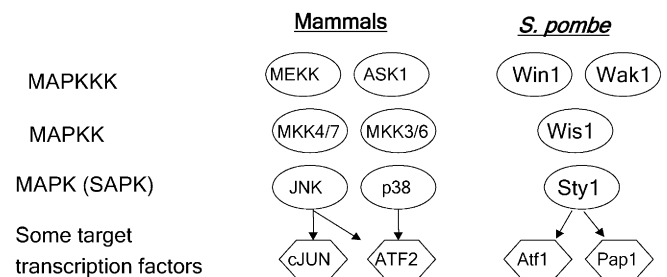 Mammals S. pombe
MAPKKK MEKK ASK1 Win1 Wak1
MAPKK MKK4/7 MKK3/6 Wis1
MAPK (SAPK) JNK p38 Sty1
Some target
transcription factors cJUN ATF2 Atf1 Pap1